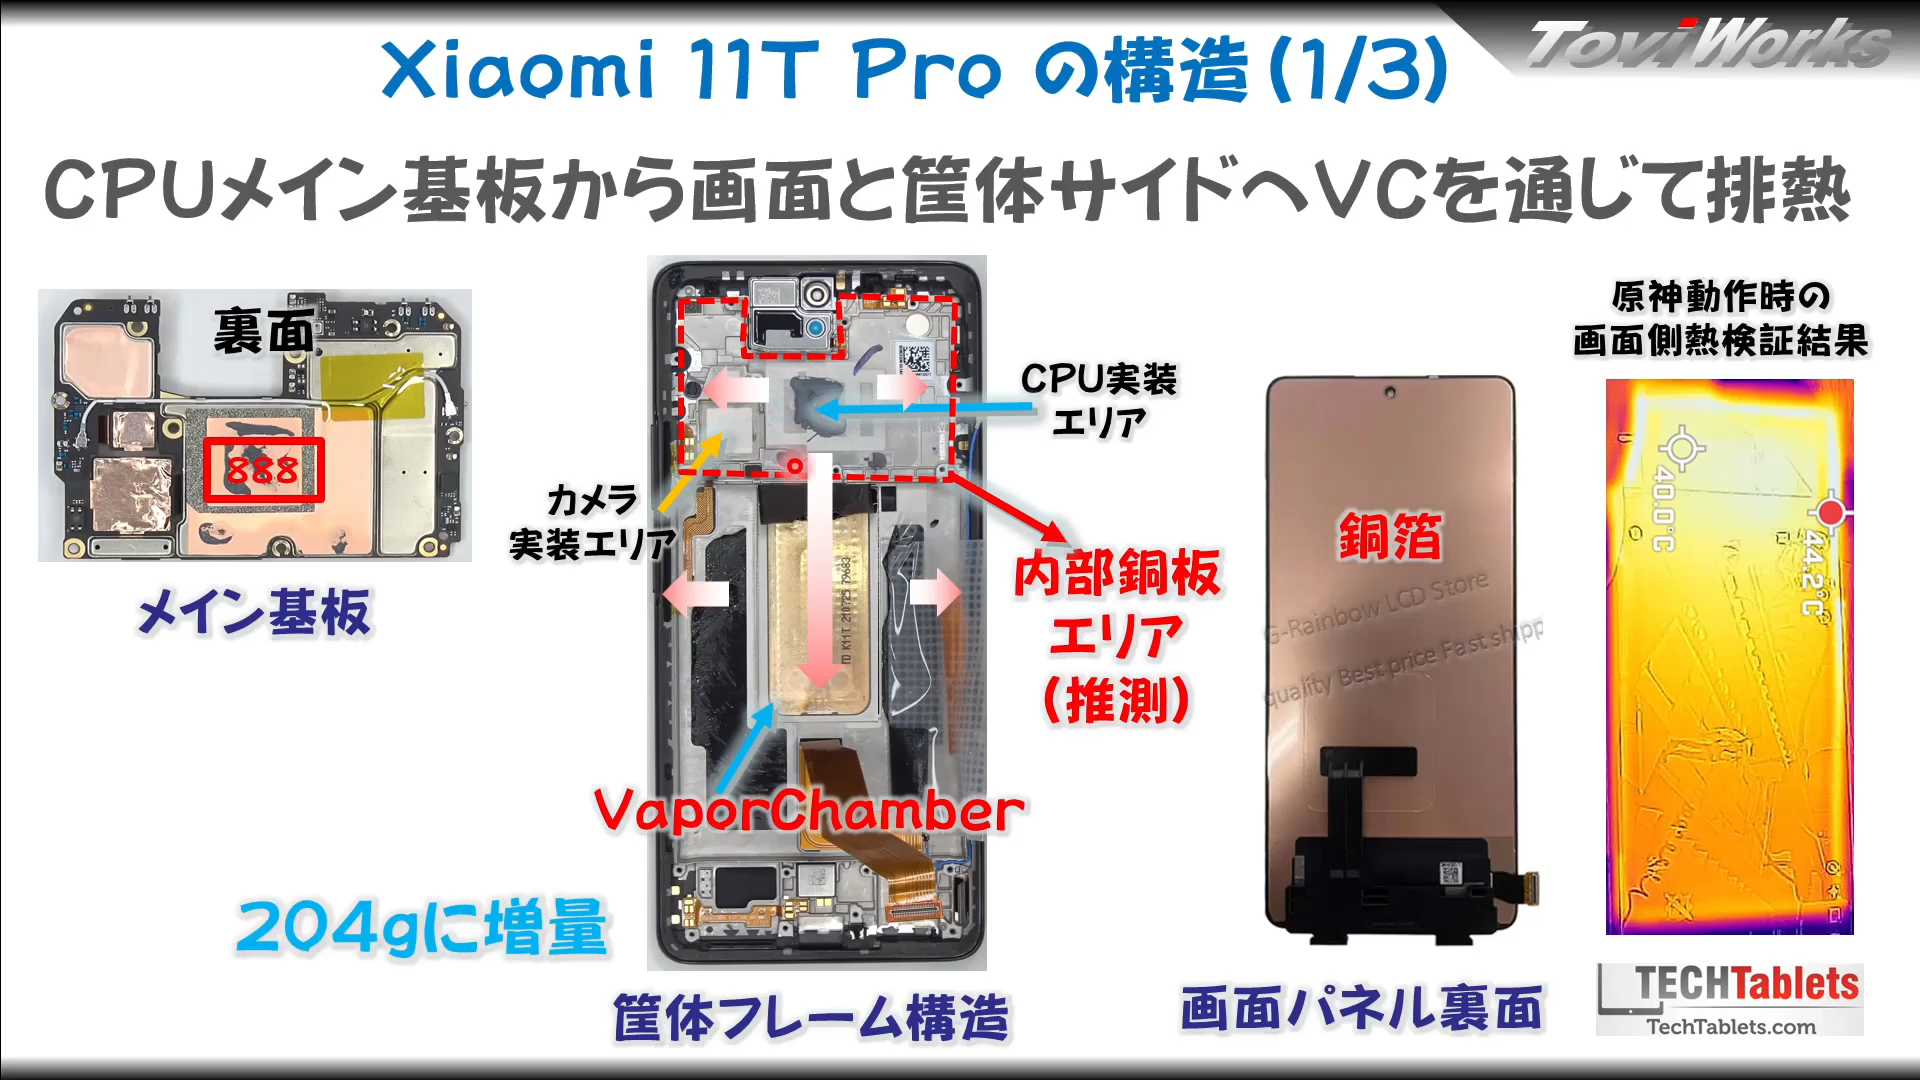 ToviWorks
Xiaomi 11T Pro の構造(1/3)
CPUメイン基板から画面と筐体サイドへVCを通じて排熱
裏面
888
メイン基板
カメラ
実装エリア
CPU実装
エリア
内部銅板
エリア
(推測)
TD K11T 210725 79683
VaporChamber
204gに増量
筐体フレーム構造
銅箔
G-Rainbow LCD Store
quality Best price Fast shipp
画面パネル裏面
原神動作時の
画面側熱検証結果
40.0℃
44.2℃
TECHTablets
TechTablets.com